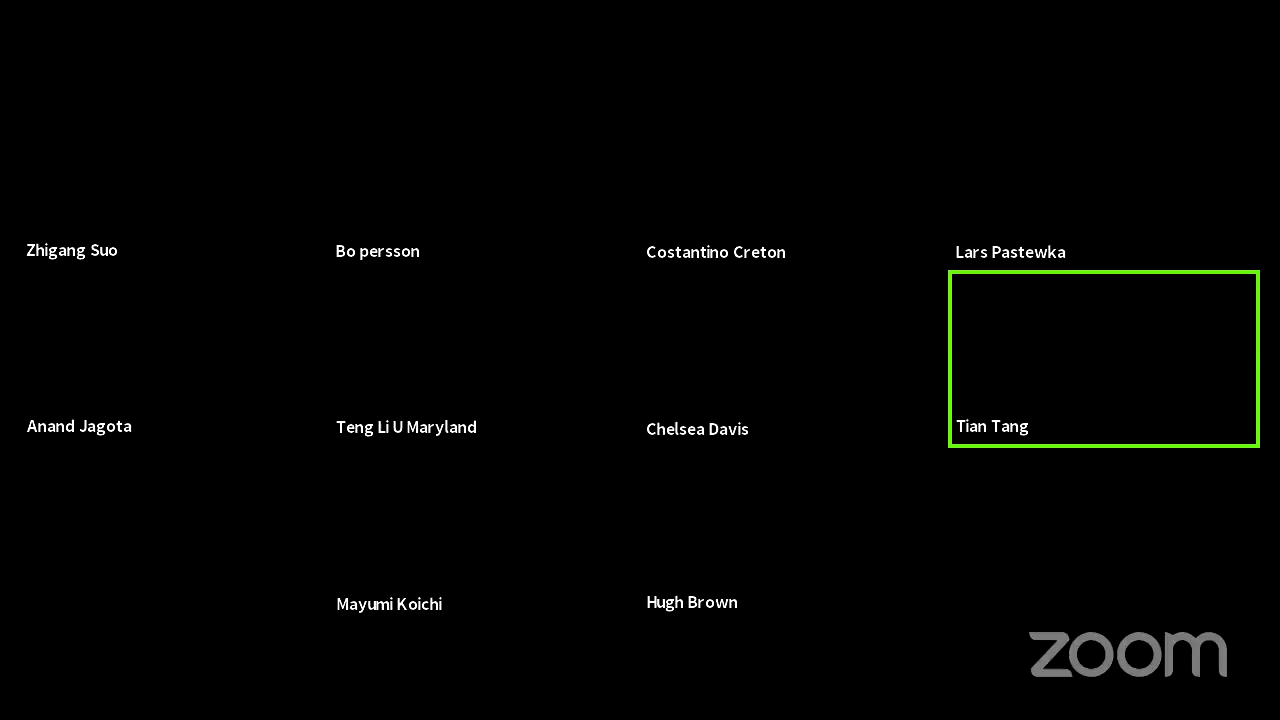 Zhigang Suo
Bo persson
Costantino Creton
Lars Pastewka
Anand Jagota
Teng Li U Maryland
Chelsea Davis
Tian Tang
Mayumi Koichi
Hugh Brown
zoom